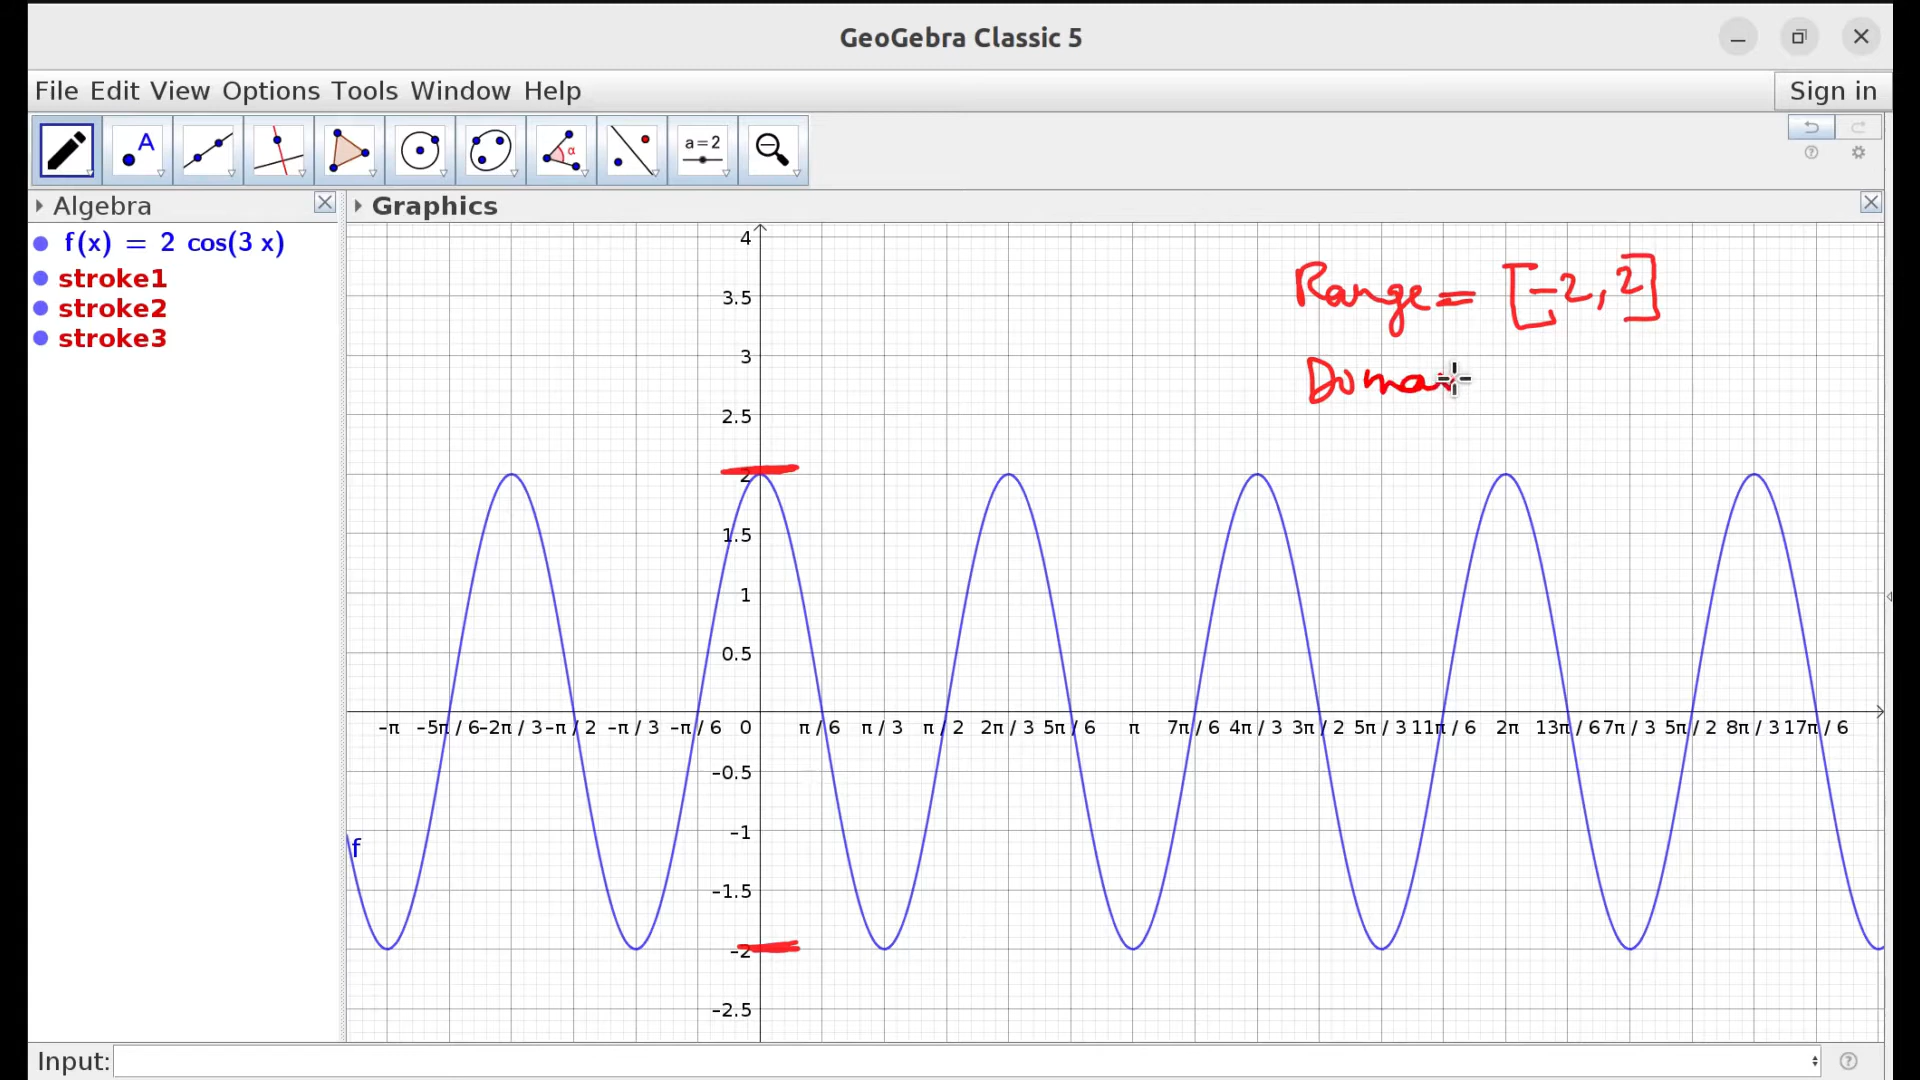 GeoGebra Classic 5
File Edit View Options Tools Window Help
Sign in
A
α
a=2
Algebra
Graphics
f(x) = 2 cos(3 x)
stroke1
stroke2
stroke3
Range = [-2, 2]
Domai
4
3.5
3
2.5
2
1.5
1
0.5
-π -5π / 6 -2π / 3 -π / 2 -π / 3 -π / 6 0 π / 6 π / 3 π / 2 2π / 3 5π / 6 π 7π / 6 4π / 3 3π / 2 5π / 3 11π / 6 2π 13π / 6 7π / 3 5π / 2 8π / 3 17π / 6
-0.5
-1
f
-1.5
-2
-2.5
Input: